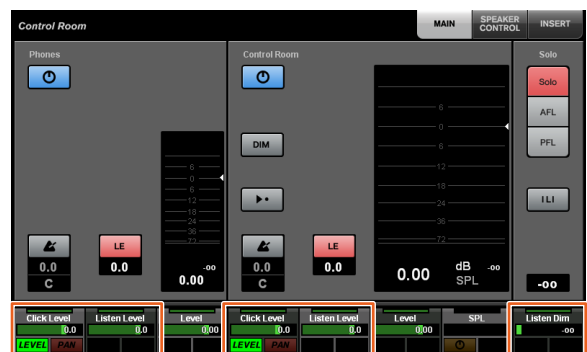 Control Room
MAIN
SPEAKER
CONTROL
INSERT
Phones
Control Room
Solo
Solo
AFL
PFL
DIM
6
0
6
12
18
24
36
72
6
0
6
12
18
24
36
72
LE
LE
0.0
0.0
C
-oo
0.00
0.0
0.0
C
0.00
dB
-oo
SPL
-oo
Click Level
Listen Level
Level
Click Level
Listen Level
Level
SPL
Listen Dim
0.0
0.0
0.00
0.0
0.0
0.00
-oo
LEVEL
PAN
LEVEL
PAN